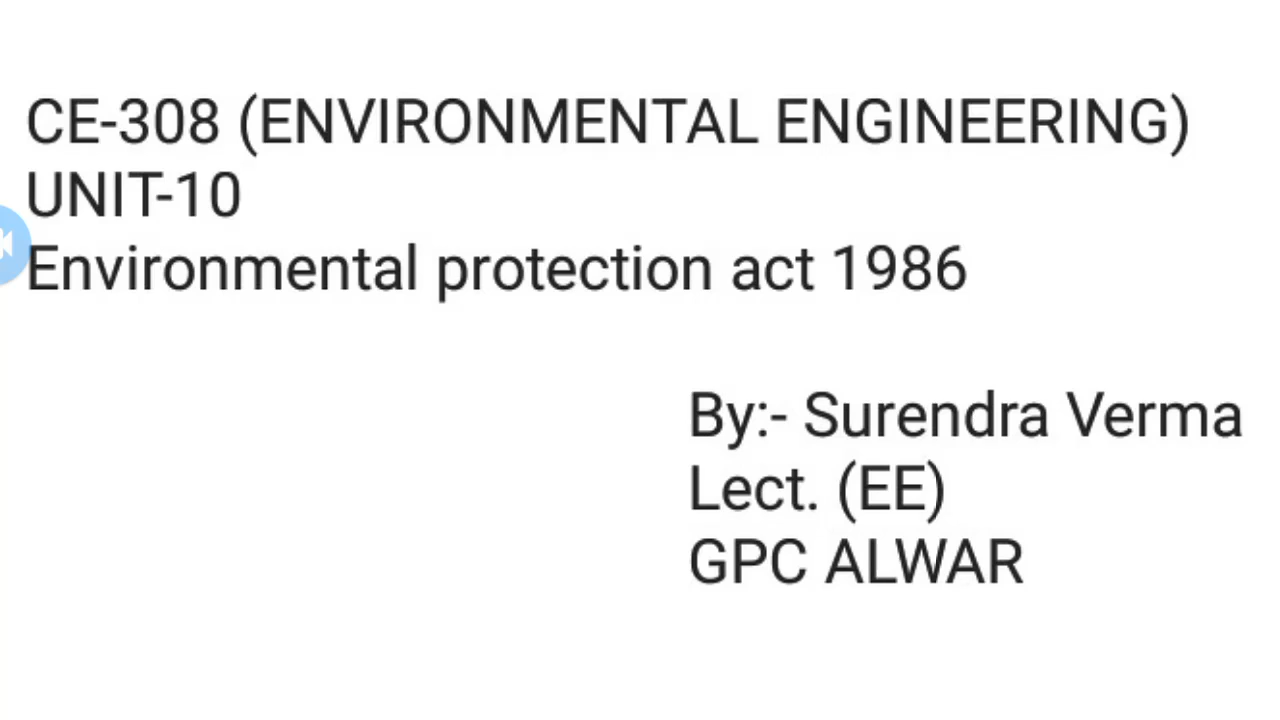 CE-308 (ENVIRONMENTAL ENGINEERING)
UNIT-10
Environmental protection act 1986
By:- Surendra Verma
Lect. (EE)
GPC ALWAR